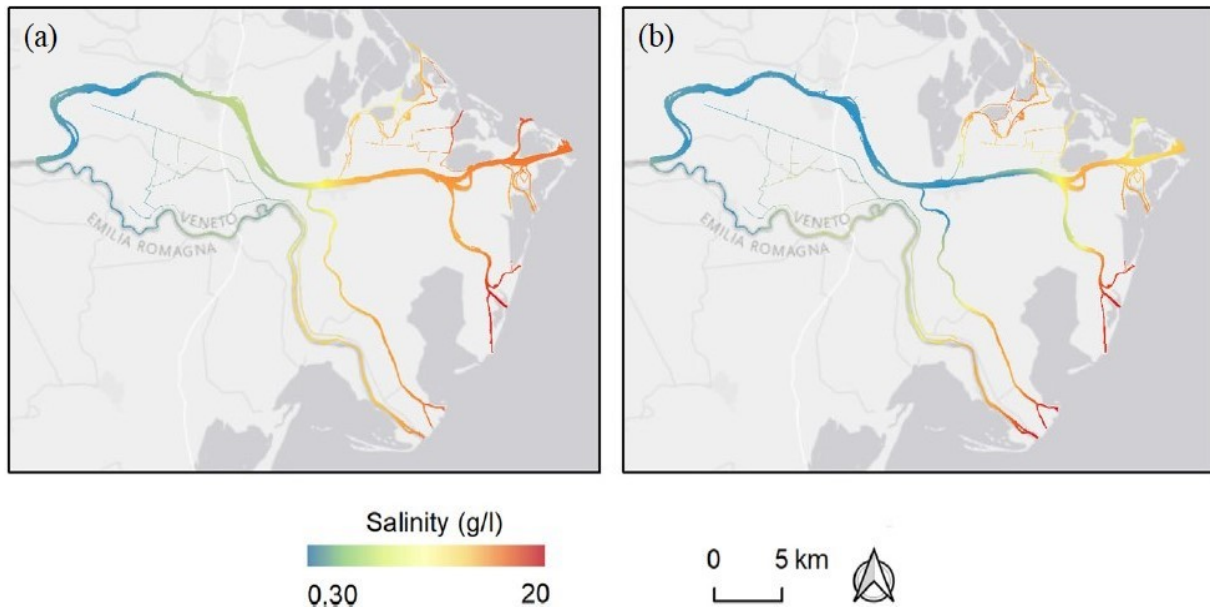 (a)
(b)
VENETO
EMILIA ROMAGNA
VENETO
EMILIA ROMAGNA
Salinity (g/l)
0.30 20
0 5 km